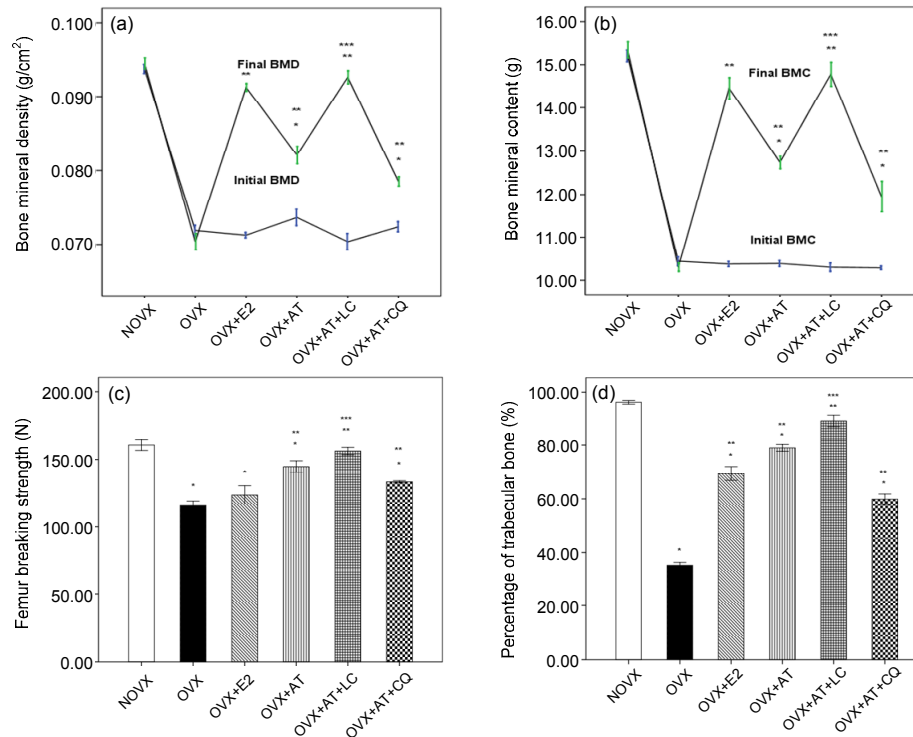 (a)
Bone mineral density (g/cm²)
0.100
0.090
0.080
0.070
Final BMD
Initial BMD
**
**
*
***
**
**
*
NOVX
OVX
OVX+E2
OVX+AT
OVX+AT+LC
OVX+AT+CQ
(b)
Bone mineral content (g)
16.00
15.00
13.00
12.00
10.00
10.00
Final BMC
Initial BMC
**
**
*
***
**
**
*
NOVX
OVX
OVX+E2
OVX+AT
OVX+AT+LC
OVX+AT+CQ
(c)
Femur breaking strength (N)
200.00
150.00
100.00
50.00
0.00
*
**
*
***
**
**
*
NOVX
OVX
OVX+E2
OVX+AT
OVX+AT+LC
OVX+AT+CQ
(d)
Percentage of trabecular bone (%)
100.00
80.00
60.00
40.00
20.00
0.00
*
**
*
**
*
***
**
**
*
NOVX
OVX
OVX+E2
OVX+AT
OVX+AT+LC
OVX+AT+CQ